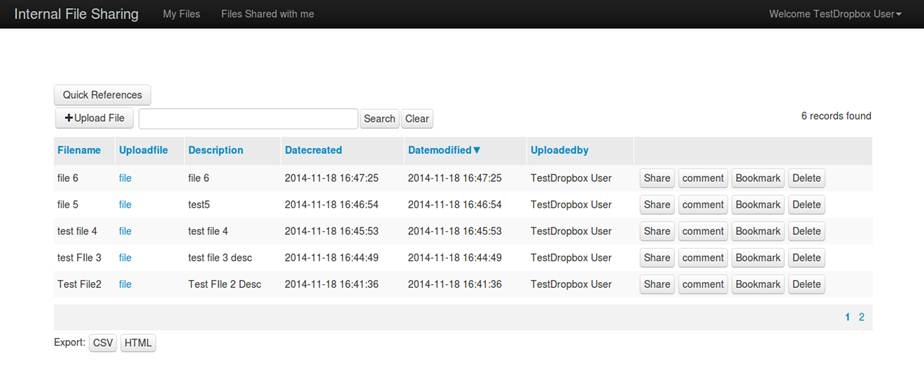 Internal File Sharing My Files Files Shared with me Welcome TestDropbox User
Quick References
Upload File Search Clear 6 records found
Filename Uploadfile Description Datecreated Datemodified▼ Uploadedby
file 6 file file 6 2014-11-18 16:47:25 2014-11-18 16:47:25 TestDropbox User Share comment Bookmark Delete
file 5 file test5 2014-11-18 16:46:54 2014-11-18 16:46:54 TestDropbox User Share comment Bookmark Delete
test file 4 file test file 4 2014-11-18 16:45:53 2014-11-18 16:45:53 TestDropbox User Share comment Bookmark Delete
test FIle 3 file test file 3 desc 2014-11-18 16:44:49 2014-11-18 16:44:49 TestDropbox User Share comment Bookmark Delete
Test File2 file Test FIle 2 Desc 2014-11-18 16:41:36 2014-11-18 16:41:36 TestDropbox User Share comment Bookmark Delete
1 2
Export: CSV HTML